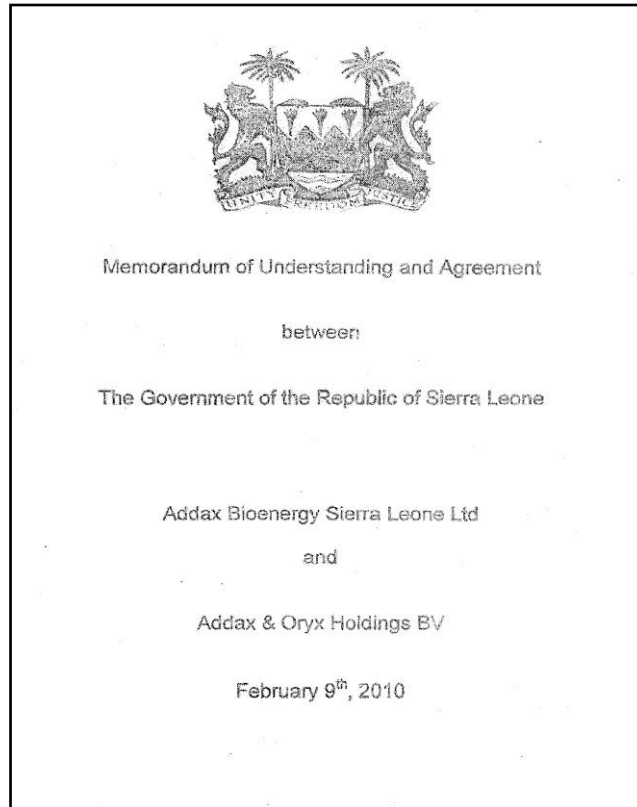 UNITY FREEDOM JUSTICE
Memorandum of Understanding and Agreement
between
The Government of the Republic of Sierra Leone
Addax Bioenergy Sierra Leone Ltd
and
Addax & Oryx Holdings BV
February 9th, 2010